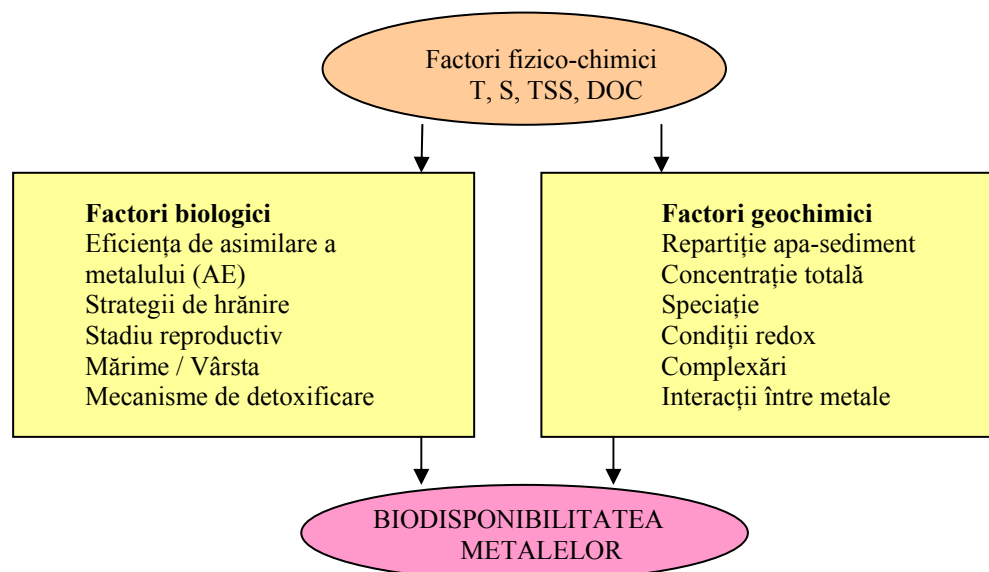 Factori fizico-chimici
T, S, TSS, DOC
Factori biologici
Eficiența de asimilare a
metalului (AE)
Strategii de hrănire
Stadiu reproductiv
Mărime / Vârsta
Mecanisme de detoxificare
Factori geochimici
Repartiție apa-sediment
Concentrație totală
Speciație
Condiții redox
Complexări
Interacții între metale
BIODISPONIBILITATEA
METALELOR